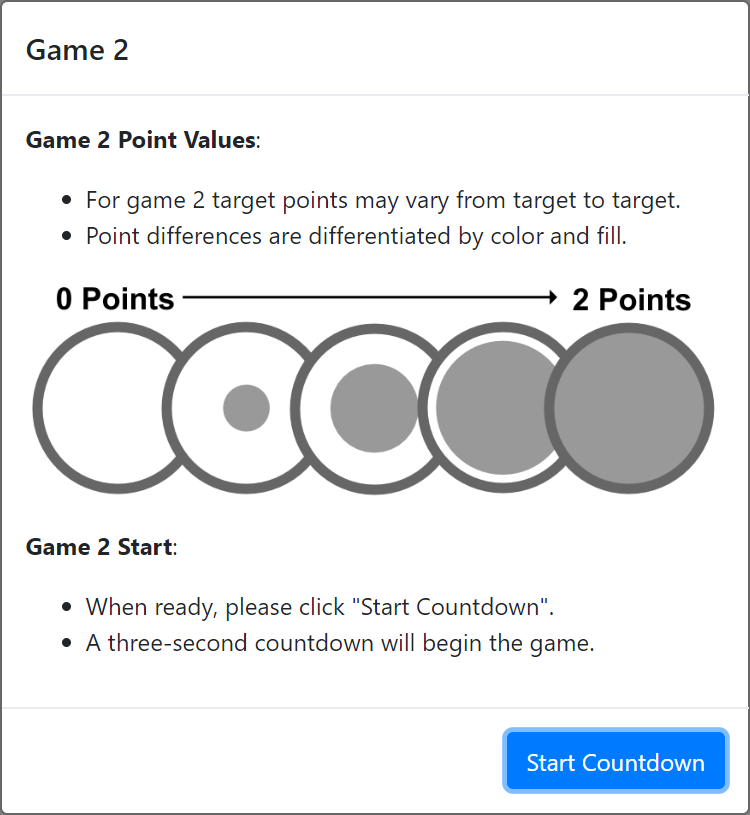 Game 2
Game 2 Point Values:
For game 2 target points may vary from target to target.
Point differences are differentiated by color and fill.
0 Points 2 Points
Game 2 Start:
When ready, please click "Start Countdown".
A three-second countdown will begin the game.
Start Countdown